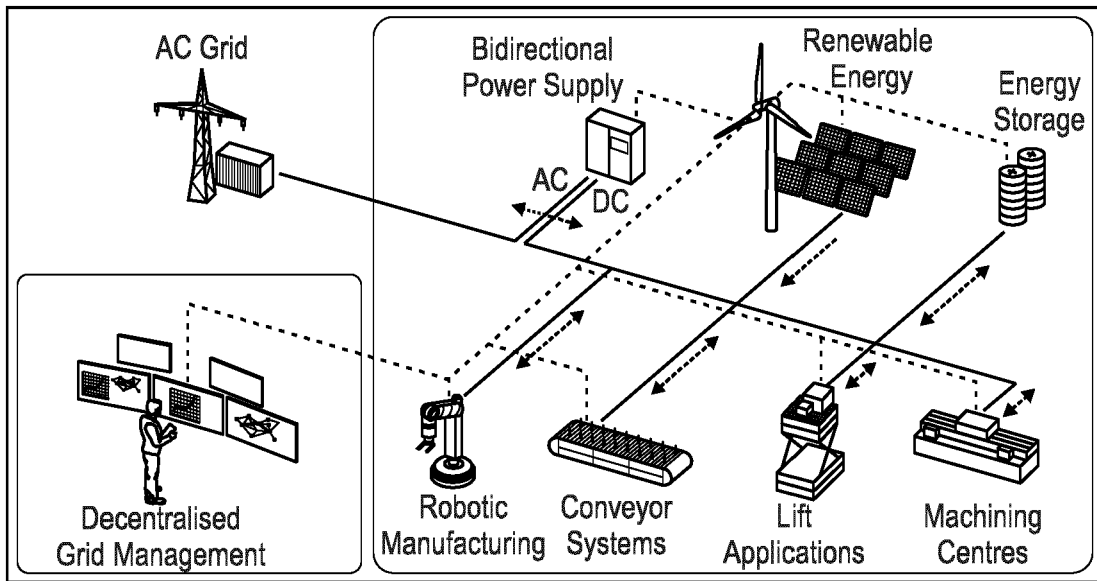 AC Grid
Bidirectional
Power Supply
Renewable
Energy
Energy
Storage
AC
DC
Decentralised
Grid Management
Robotic
Manufacturing
Conveyor
Systems
Lift
Applications
Machining
Centres